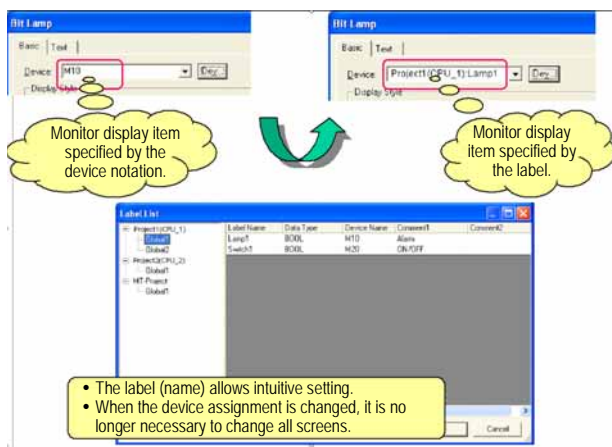 Bit Lamp
Basic Text
Device: M10 Dev...
Display Style
Monitor display item
specified by the
device notation.
Bit Lamp
Basic Text
Device: Project1(CPU_1):Lamp1 Dev...
Display Style
Monitor display
item specified by
the label.
Label List
Project1(CPU_1)
Global1
Global2
Project2(CPU_2)
Global1
MIT-Project
Global1
Label Name Data Type Device Name Comment1 Comment2
Lamp1 BOOL M10 Alarm
Switch1 BOOL M20 ON/OFF
• The label (name) allows intuitive setting.
• When the device assignment is changed, it is no
longer necessary to change all screens.
Cancel